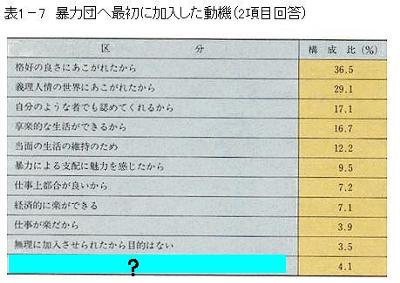 表1－7 暴力団へ最初に加入した動機(2項目回答)
区 分 構成比(%)
格好の良さにあこがれたから 36.5
義理人情の世界にあこがれたから 29.1
自分のような者でも認めてくれるから 17.1
享楽的な生活ができるから 16.7
当面の生活の維持のため 12.2
暴力による支配に魅力を感じたから 9.5
仕事上都合が良いから 7.2
経済的に楽ができる 7.1
仕事が楽だから 3.9
無理に加入させられたから目的はない 3.5
? 4.1